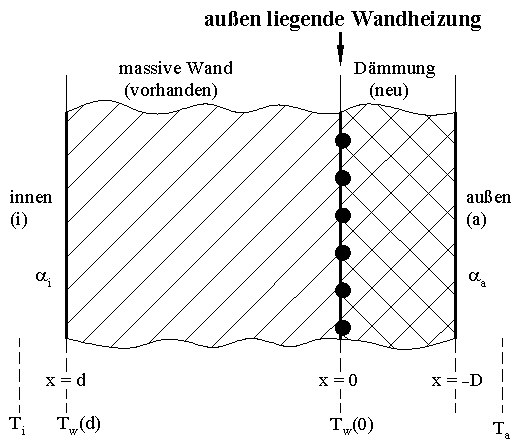 außen liegende Wandheizung
massive Wand
(vorhanden)
Dämmung
(neu)
innen
(i)
außen
(a)
αi
αa
x = d
x = 0
x = –D
Ti
Tw(d)
Tw(0)
Ta